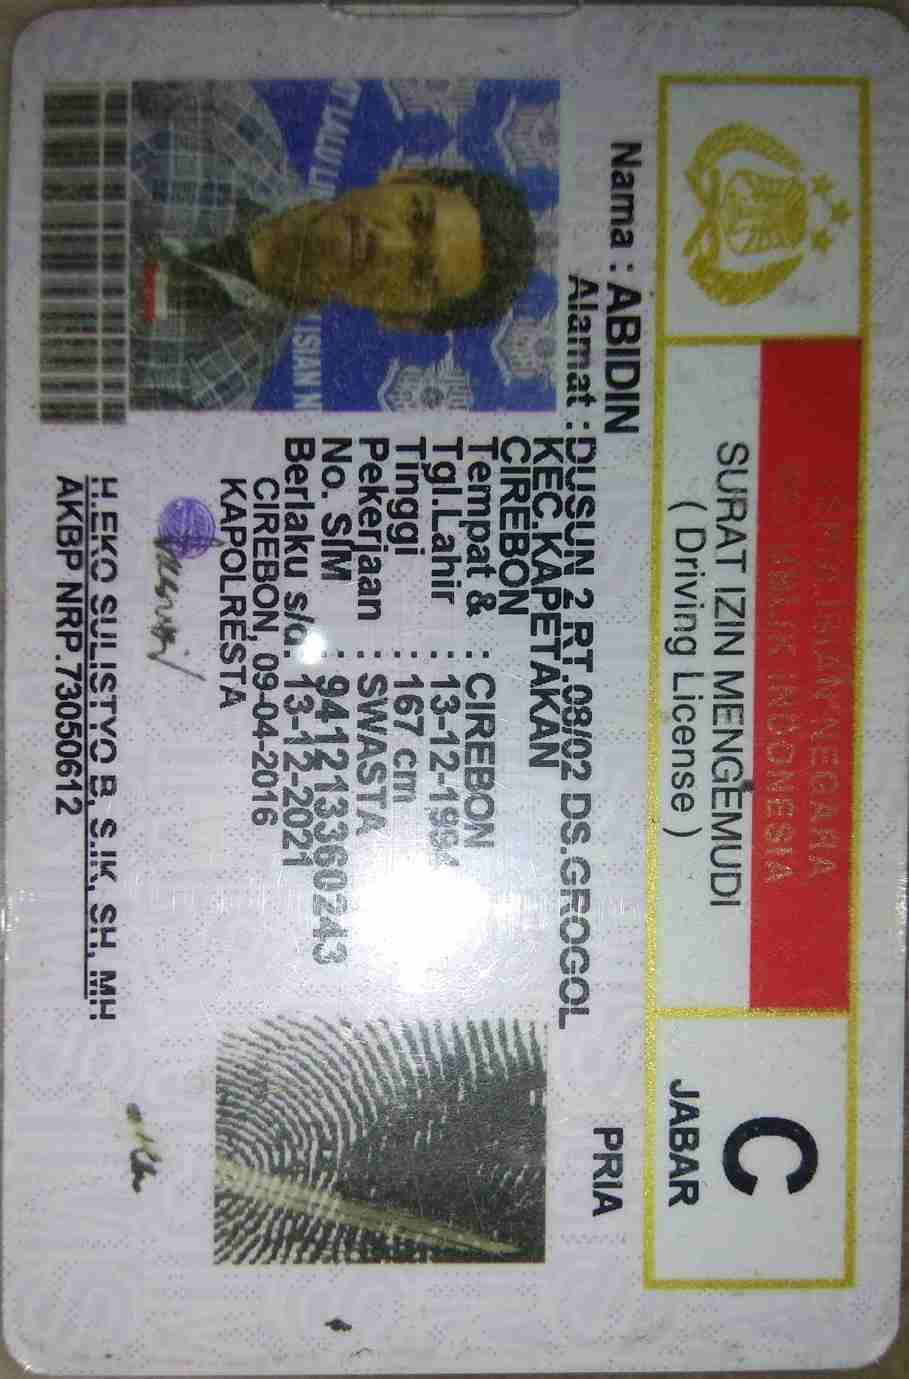 KEPOLISIAN NEGARA
REPUBLIK INDONESIA
SURAT IZIN MENGEMUDI
( Driving License )
C
JABAR
Nama : ABIDIN
PRIA
Alamat : DUSUN 2 RT.08/02 DS.GROGOL
KEC.KAPETAKAN
CIREBON
Tempat & : CIREBON
Tgl.Lahir : 13-12-1994
Tinggi : 167 cm
Pekerjaan : SWASTA
No. SIM : 941213360243
Berlaku s/d. : 13-12-2021
CIREBON, 09-04-2016
KAPOLRESTA
H.EKO SULISTYO B, S.IK, SH, MH
AKBP NRP.73050612